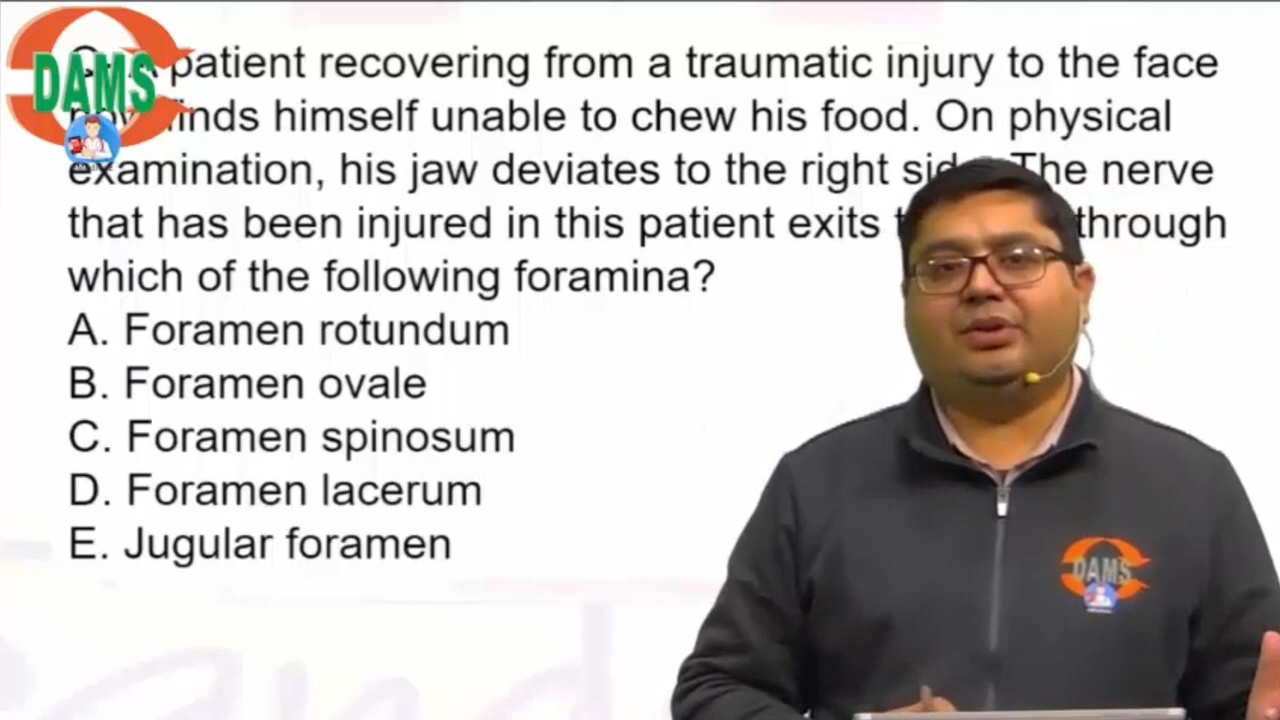 DAMS
patient recovering from a traumatic injury to the face
finds himself unable to chew his food. On physical
examination, his jaw deviates to the right The nerve
that has been injured in this patient exits through
which of the following foramina?
A. Foramen rotundum
B. Foramen ovale
C. Foramen spinosum
D. Foramen lacerum
E. Jugular foramen
DAMS